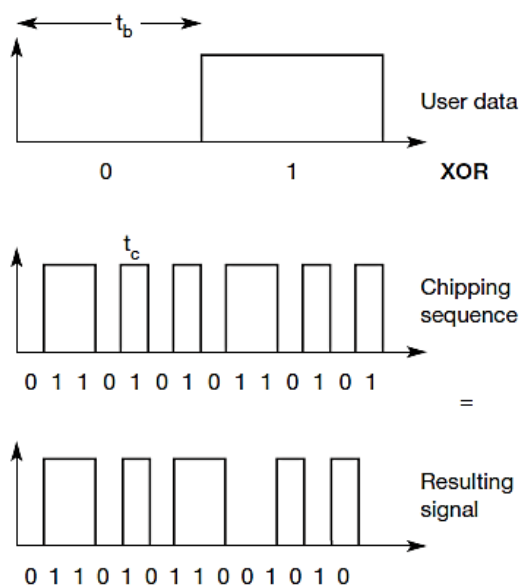 t_b
User data
0 1 XOR
t_c
Chipping
sequence
0 1 1 0 1 0 1 0 1 1 0 1 0 1
=
Resulting
signal
0 1 1 0 1 0 1 1 0 0 1 0 1 0